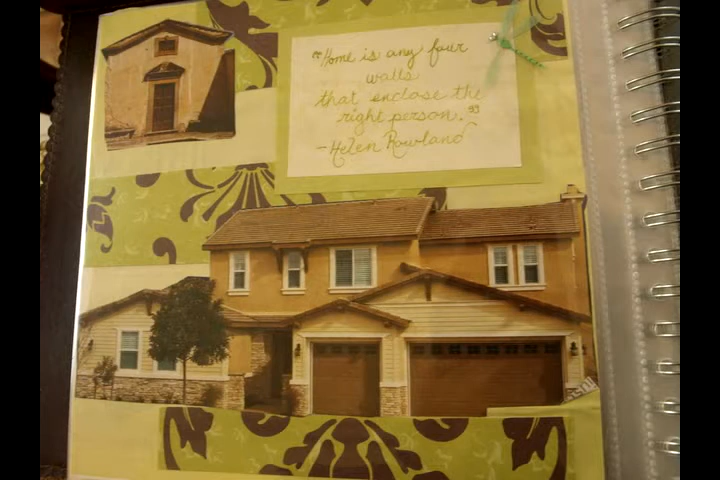 "Home is any four
walls
that enclose the
right person."
-Helen Rowland